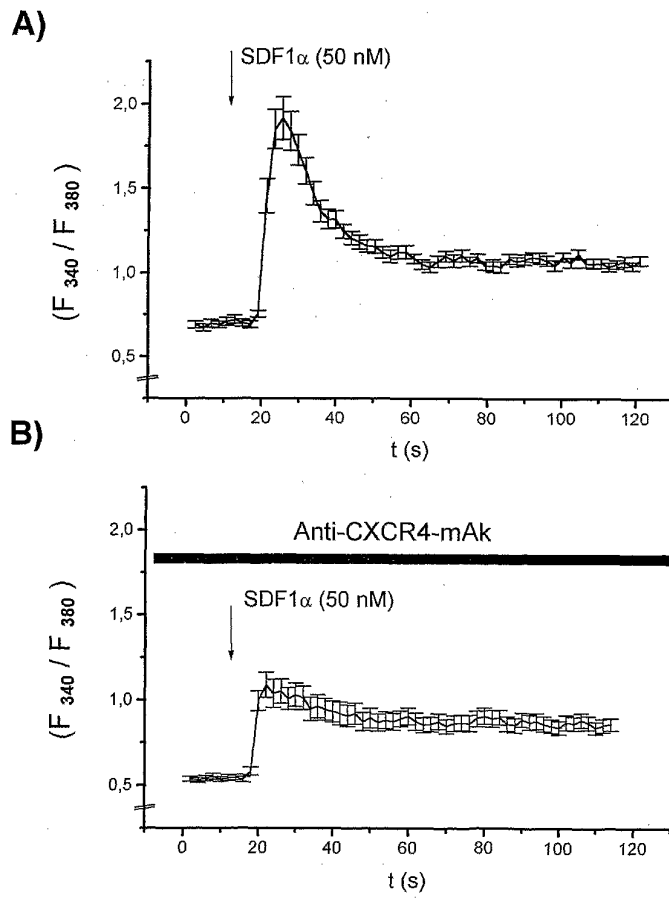 A)
SDF1α (50 nM)
2,0
1,5
1,0
0,5
(F 340 / F 380)
0 20 40 60 80 100 120
t (s)
B)
Anti-CXCR4-mAk
SDF1α (50 nM)
2,0
1,5
1,0
0,5
(F 340 / F 380)
0 20 40 60 80 100 120
t (s)